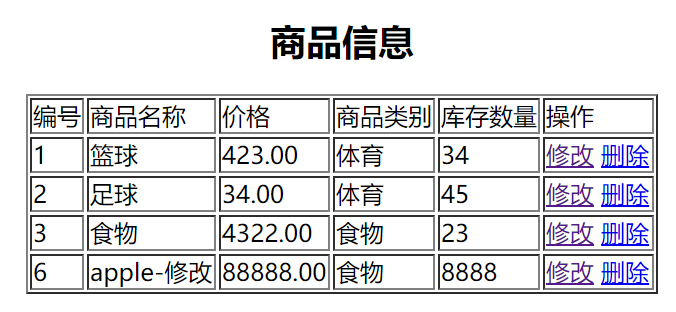 商品信息
编号 商品名称 价格 商品类别 库存数量 操作
1 篮球 423.00 体育 34 修改 删除
2 足球 34.00 体育 45 修改 删除
3 食物 4322.00 食物 23 修改 删除
6 apple-修改 88888.00 食物 8888 修改 删除